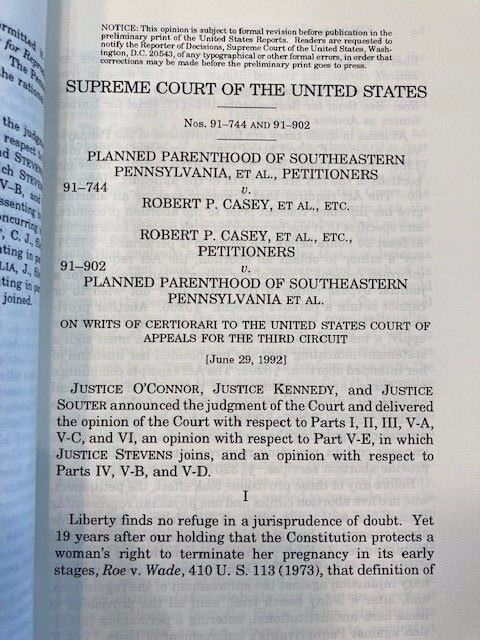 NOTICE: This opinion is subject to formal revision before publication in the
preliminary print of the United States Reports. Readers are requested to
notify the Reporter of Decisions, Supreme Court of the United States, Wash-
ington, D.C. 20543, of any typographical or other formal errors, in order that
corrections may be made before the preliminary print goes to press.
SUPREME COURT OF THE UNITED STATES
Nos. 91–744 AND 91–902
PLANNED PARENTHOOD OF SOUTHEASTERN
PENNSYLVANIA, ET AL., PETITIONERS
91–744 v.
ROBERT P. CASEY, ET AL., ETC.
ROBERT P. CASEY, ET AL., ETC.,
PETITIONERS
91–902 v.
PLANNED PARENTHOOD OF SOUTHEASTERN
PENNSYLVANIA ET AL.
ON WRITS OF CERTIORARI TO THE UNITED STATES COURT OF
APPEALS FOR THE THIRD CIRCUIT
[June 29, 1992]
JUSTICE O'CONNOR, JUSTICE KENNEDY, and JUSTICE
SOUTER announced the judgment of the Court and delivered
the opinion of the Court with respect to Parts I, II, III, V-A,
V-C, and VI, an opinion with respect to Part V-E, in which
JUSTICE STEVENS joins, and an opinion with respect to
Parts IV, V-B, and V-D.
I
Liberty finds no refuge in a jurisprudence of doubt. Yet
19 years after our holding that the Constitution protects a
woman's right to terminate her pregnancy in its early
stages, Roe v. Wade, 410 U. S. 113 (1973), that definition of